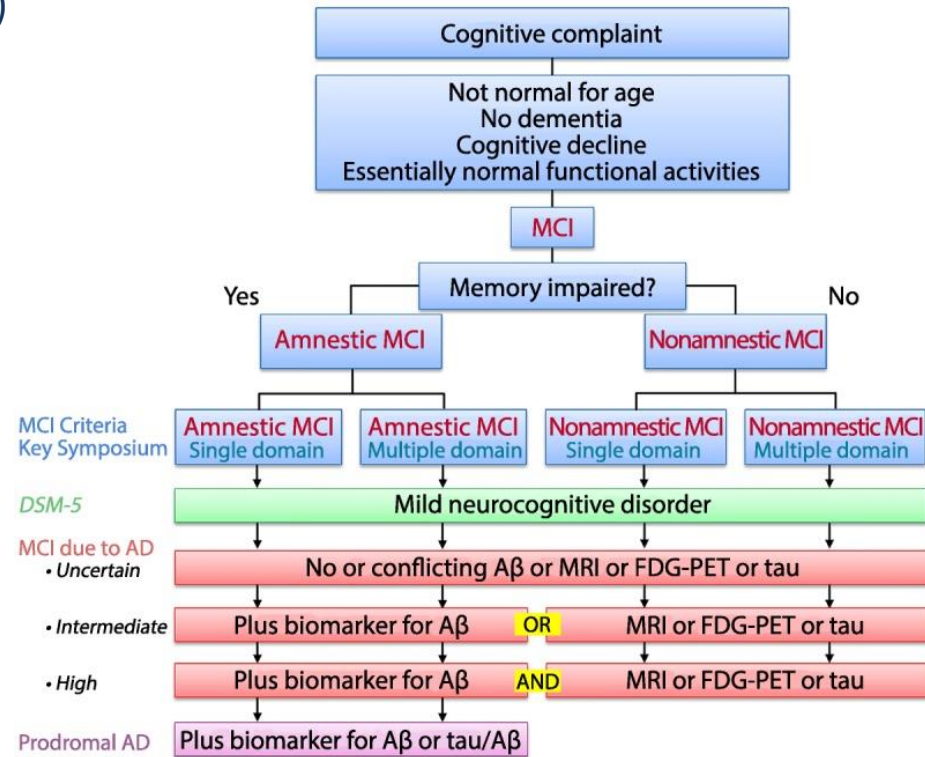 )
Cognitive complaint
Not normal for age
No dementia
Cognitive decline
Essentially normal functional activities
MCI
Memory impaired?
Yes
No
Amnestic MCI
Nonamnestic MCI
MCI Criteria
Key Symposium
Amnestic MCI
Single domain
Amnestic MCI
Multiple domain
Nonamnestic MCI
Single domain
Nonamnestic MCI
Multiple domain
DSM-5
Mild neurocognitive disorder
MCI due to AD
• Uncertain
No or conflicting Aβ or MRI or FDG-PET or tau
• Intermediate
Plus biomarker for Aβ
OR
MRI or FDG-PET or tau
• High
Plus biomarker for Aβ
AND
MRI or FDG-PET or tau
Prodromal AD
Plus biomarker for Aβ or tau/Aβ